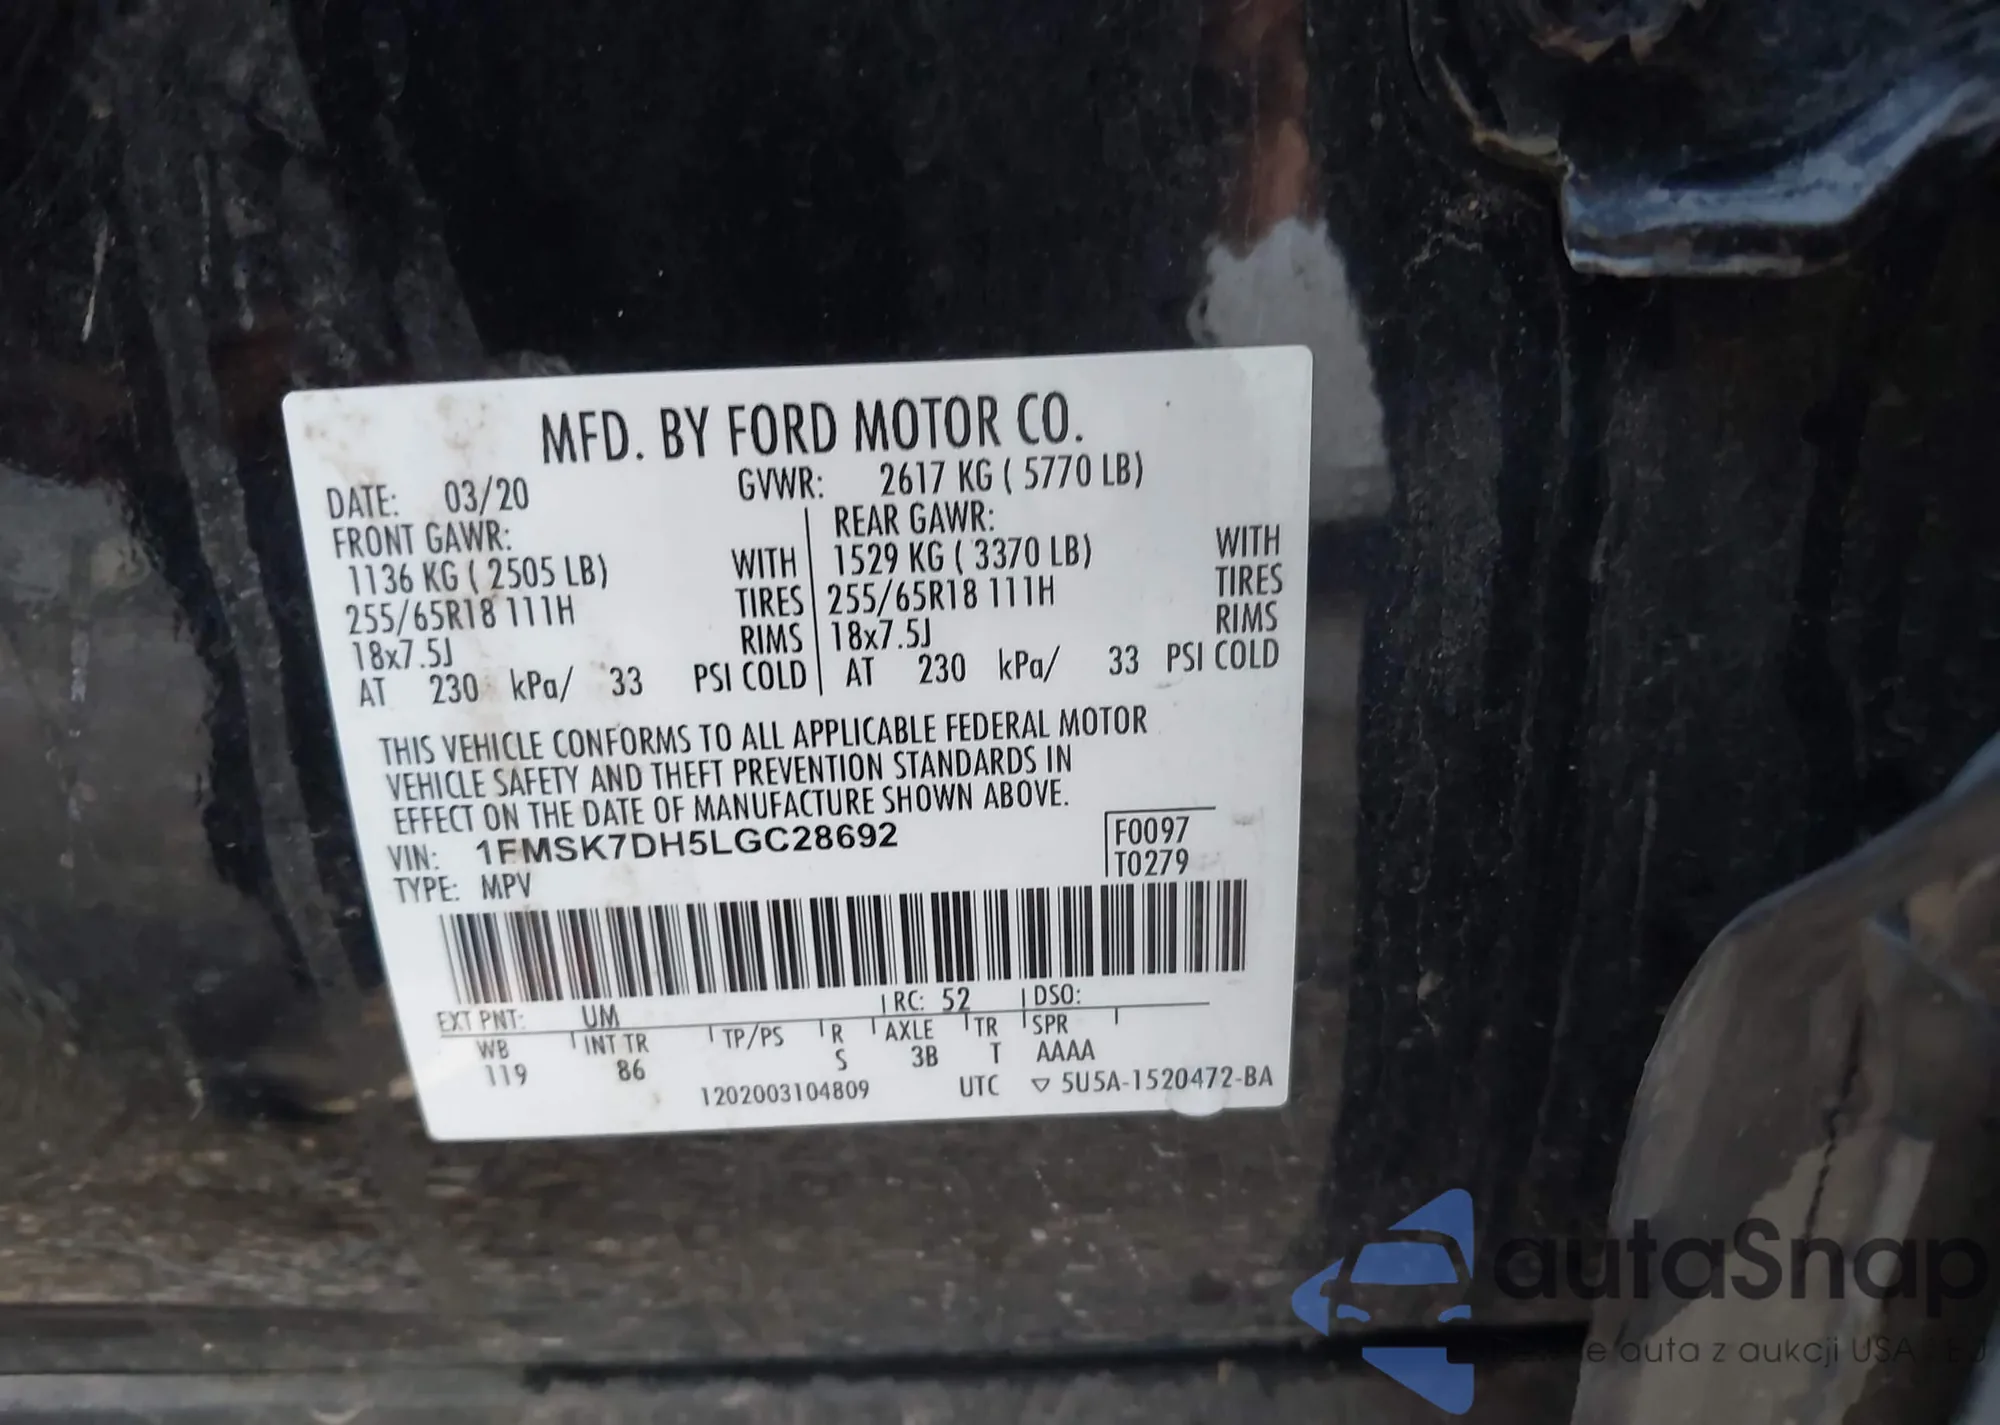 MFD. BY FORD MOTOR CO.
DATE: 03/20 GVWR: 2617 KG ( 5770 LB)
FRONT GAWR: REAR GAWR:
1136 KG ( 2505 LB) WITH 1529 KG ( 3370 LB) WITH
255/65R18 111H TIRES 255/65R18 111H TIRES
18x7.5J RIMS 18x7.5J RIMS
AT 230 kPa/ 33 PSI COLD AT 230 kPa/ 33 PSI COLD
THIS VEHICLE CONFORMS TO ALL APPLICABLE FEDERAL MOTOR
VEHICLE SAFETY AND THEFT PREVENTION STANDARDS IN
EFFECT ON THE DATE OF MANUFACTURE SHOWN ABOVE.
VIN: 1FMSK7DH5LGC28692 F0097
TYPE: MPV T0279
EXT PNT: UM RC: 52 DSO:
WB INT TR TP/PS R AXLE TR SPR
119 86 S 3B T AAAA
1202003104809 UTC ▽ 5U5A-1520472-BA
autaSnap
auta z aukcji USA